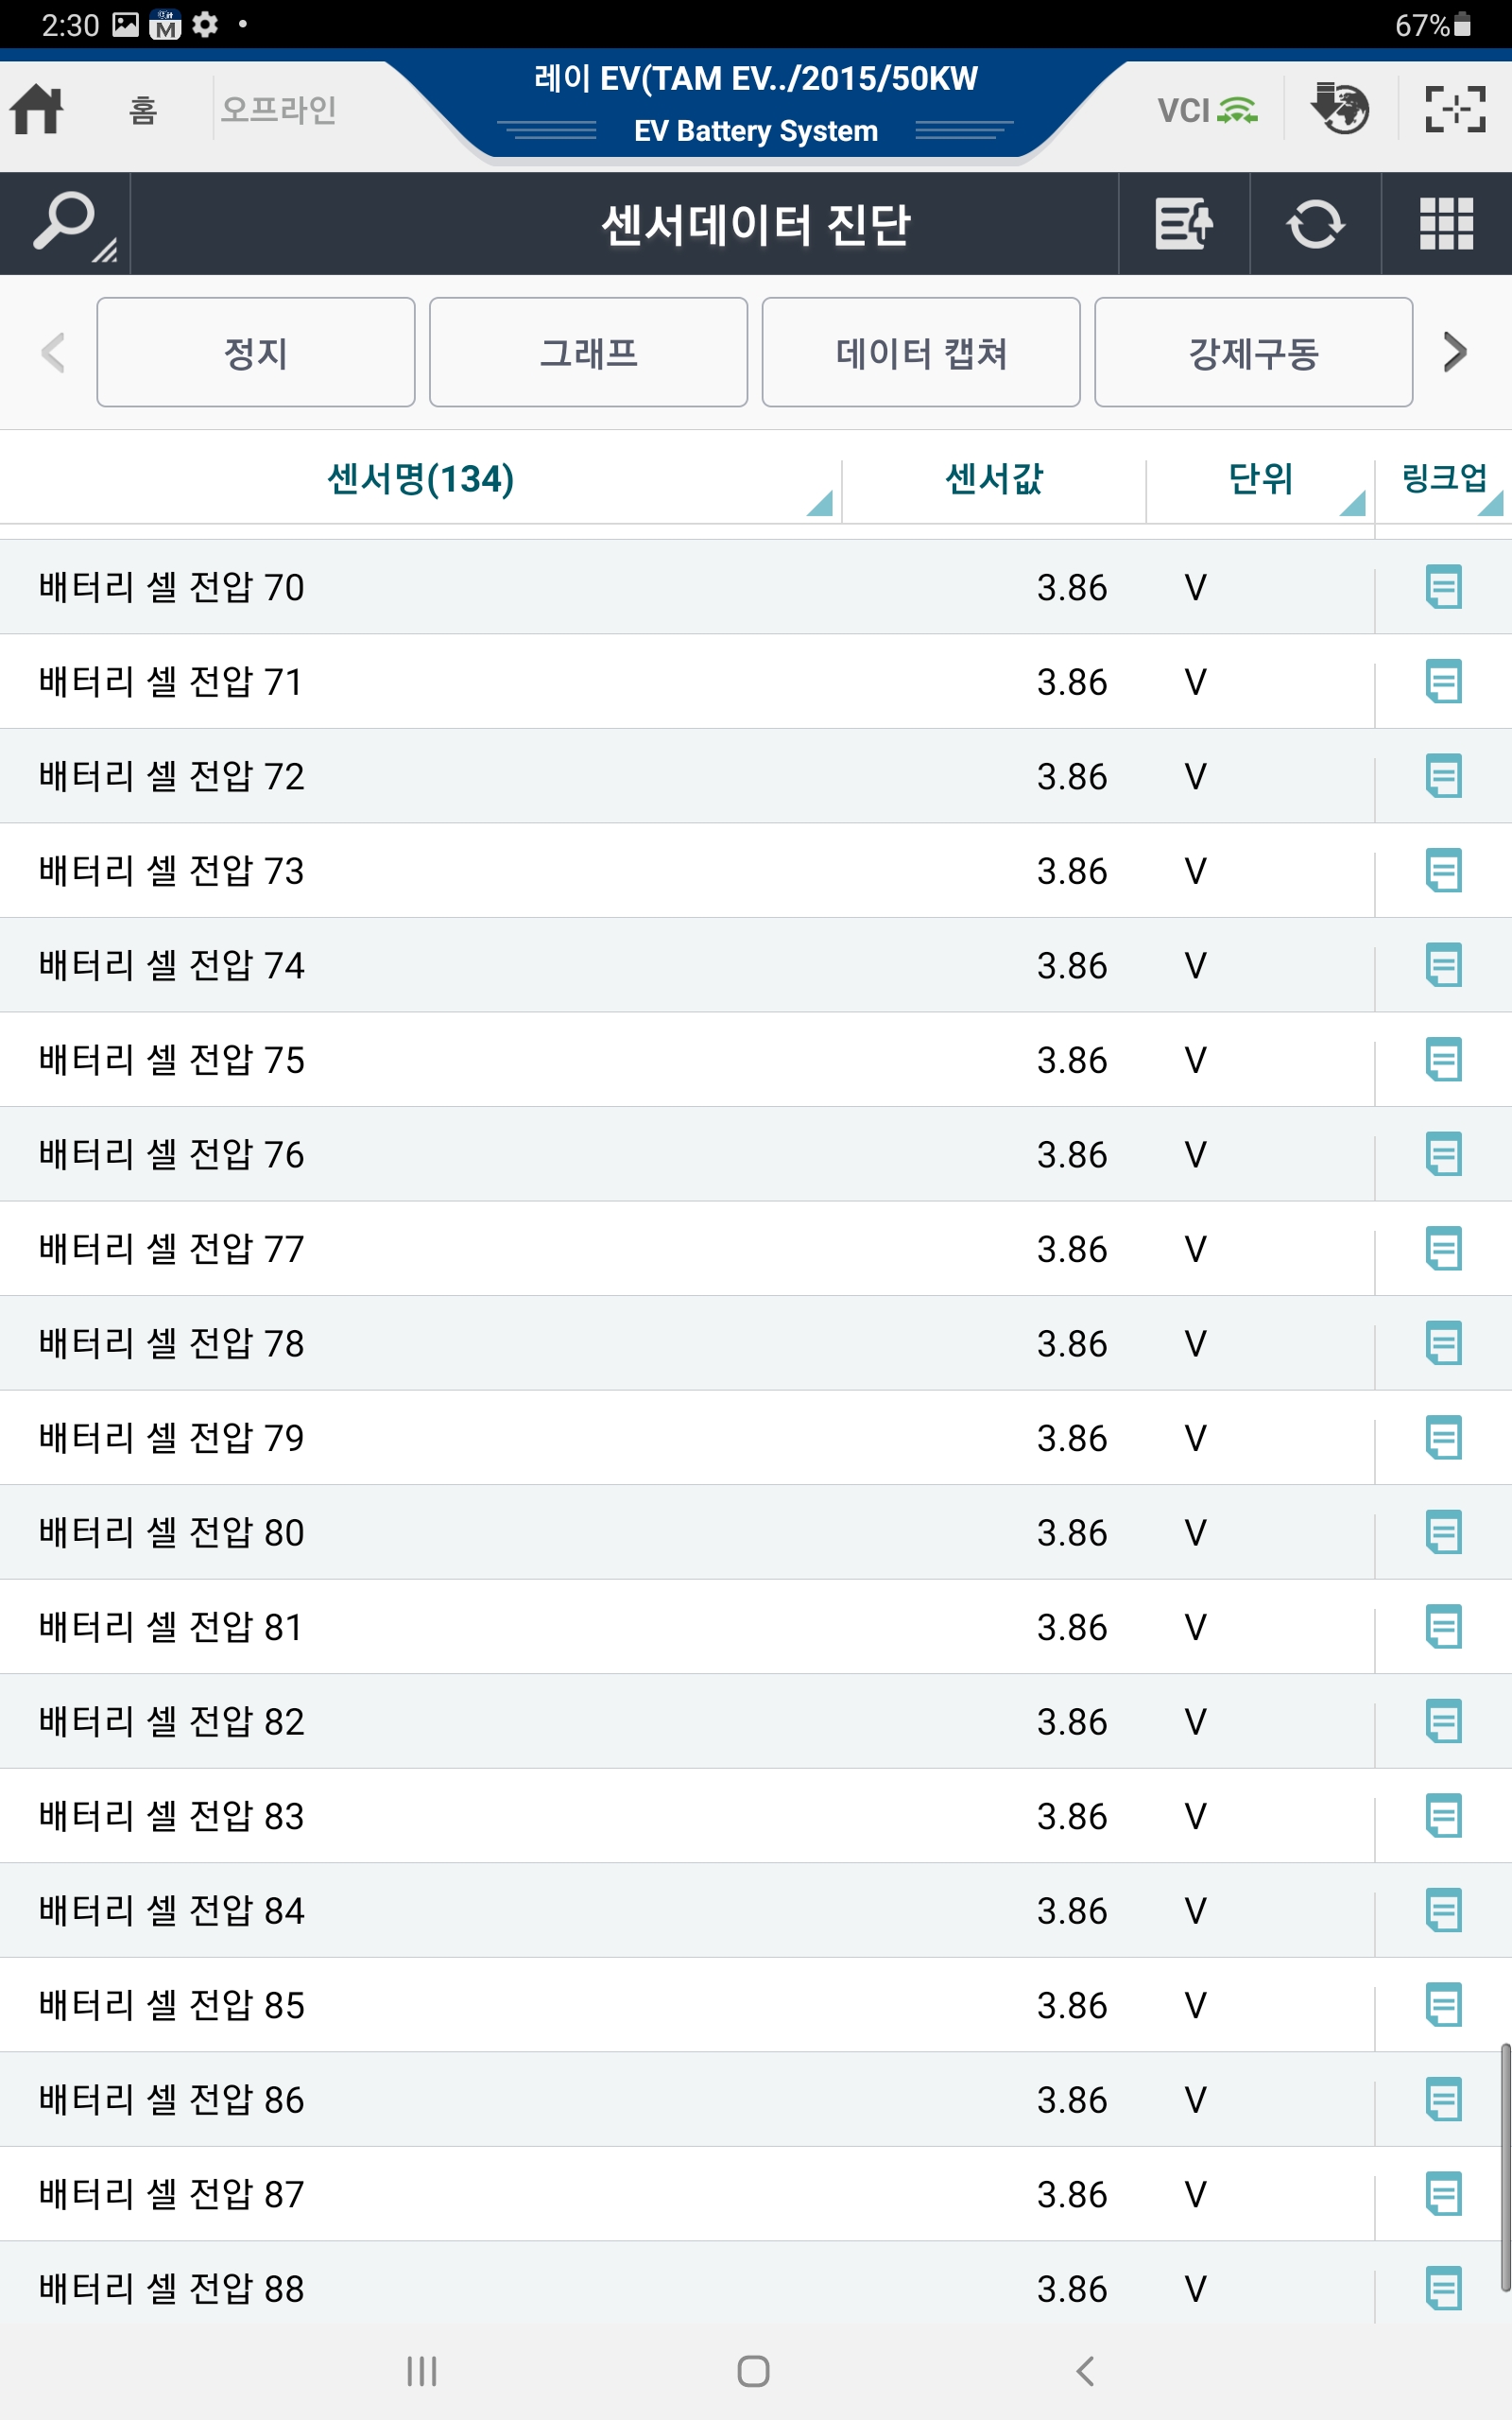 2:30 67%
레이 EV(TAM EV../2015/50KW
홈 오프라인 VCI
EV Battery System
센서데이터 진단
정지 그래프 데이터 캡쳐 강제구동
센서명(134) 센서값 단위 링크업
배터리 셀 전압 70 3.86 V
배터리 셀 전압 71 3.86 V
배터리 셀 전압 72 3.86 V
배터리 셀 전압 73 3.86 V
배터리 셀 전압 74 3.86 V
배터리 셀 전압 75 3.86 V
배터리 셀 전압 76 3.86 V
배터리 셀 전압 77 3.86 V
배터리 셀 전압 78 3.86 V
배터리 셀 전압 79 3.86 V
배터리 셀 전압 80 3.86 V
배터리 셀 전압 81 3.86 V
배터리 셀 전압 82 3.86 V
배터리 셀 전압 83 3.86 V
배터리 셀 전압 84 3.86 V
배터리 셀 전압 85 3.86 V
배터리 셀 전압 86 3.86 V
배터리 셀 전압 87 3.86 V
배터리 셀 전압 88 3.86 V